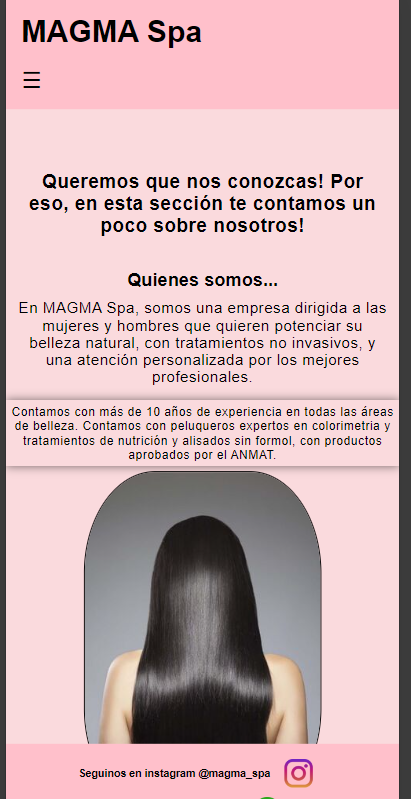 MAGMA Spa
☰
Queremos que nos conozcas! Por
eso, en esta sección te contamos un
poco sobre nosotros!
Quienes somos...
En MAGMA Spa, somos una empresa dirigida a las
mujeres y hombres que quieren potenciar su
belleza natural, con tratamientos no invasivos, y
una atención personalizada por los mejores
profesionales.
Contamos con más de 10 años de experiencia en todas las áreas
de belleza. Contamos con peluqueros expertos en colorimetria y
tratamientos de nutrición y alisados sin formol, con productos
aprobados por el ANMAT.
Seguinos en instagram @magma_spa